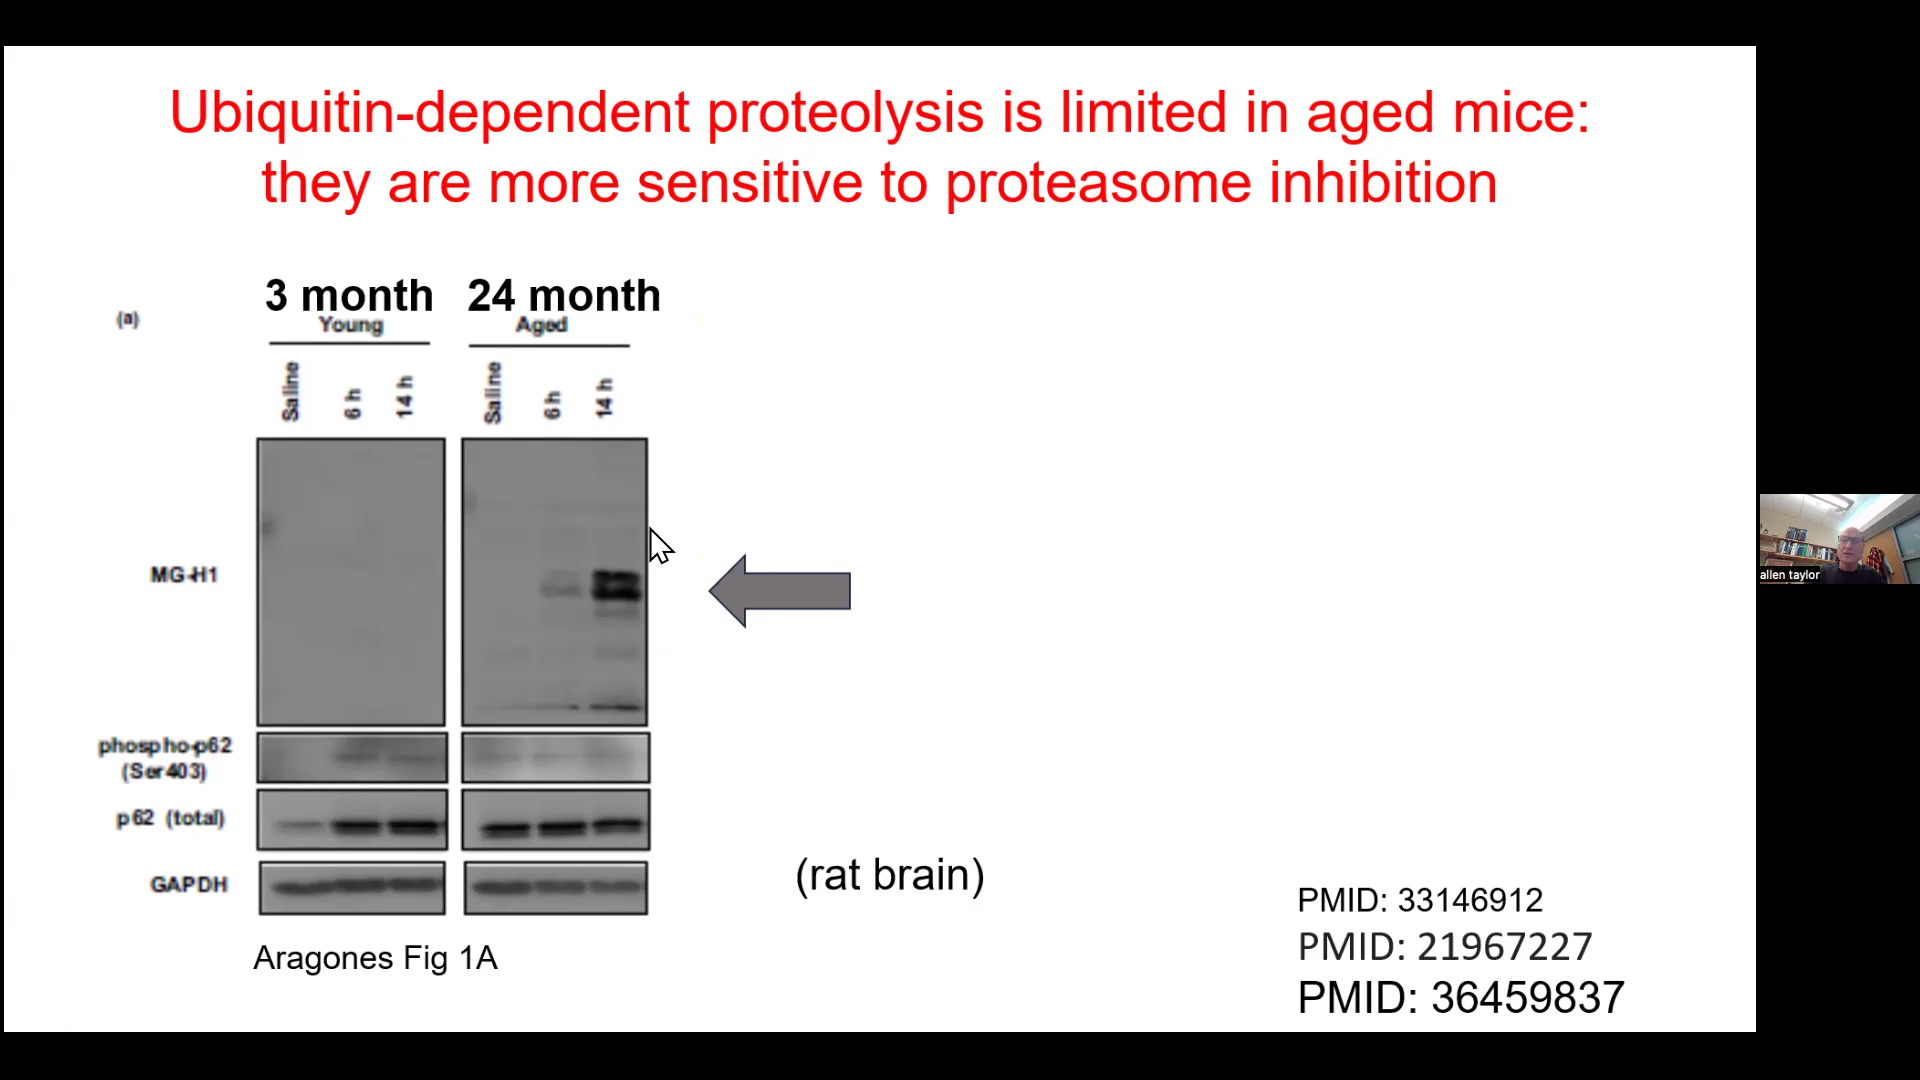 Ubiquitin-dependent proteolysis is limited in aged mice:
they are more sensitive to proteasome inhibition
3 month 24 month
(a)
Young Aged
Saline 6 h 14 h Saline 6 h 14 h
MG-H1
phospho-p62
(Ser403)
p62 (total)
GAPDH
Aragones Fig 1A
(rat brain)
PMID: 33146912
PMID: 21967227
PMID: 36459837
allen taylor